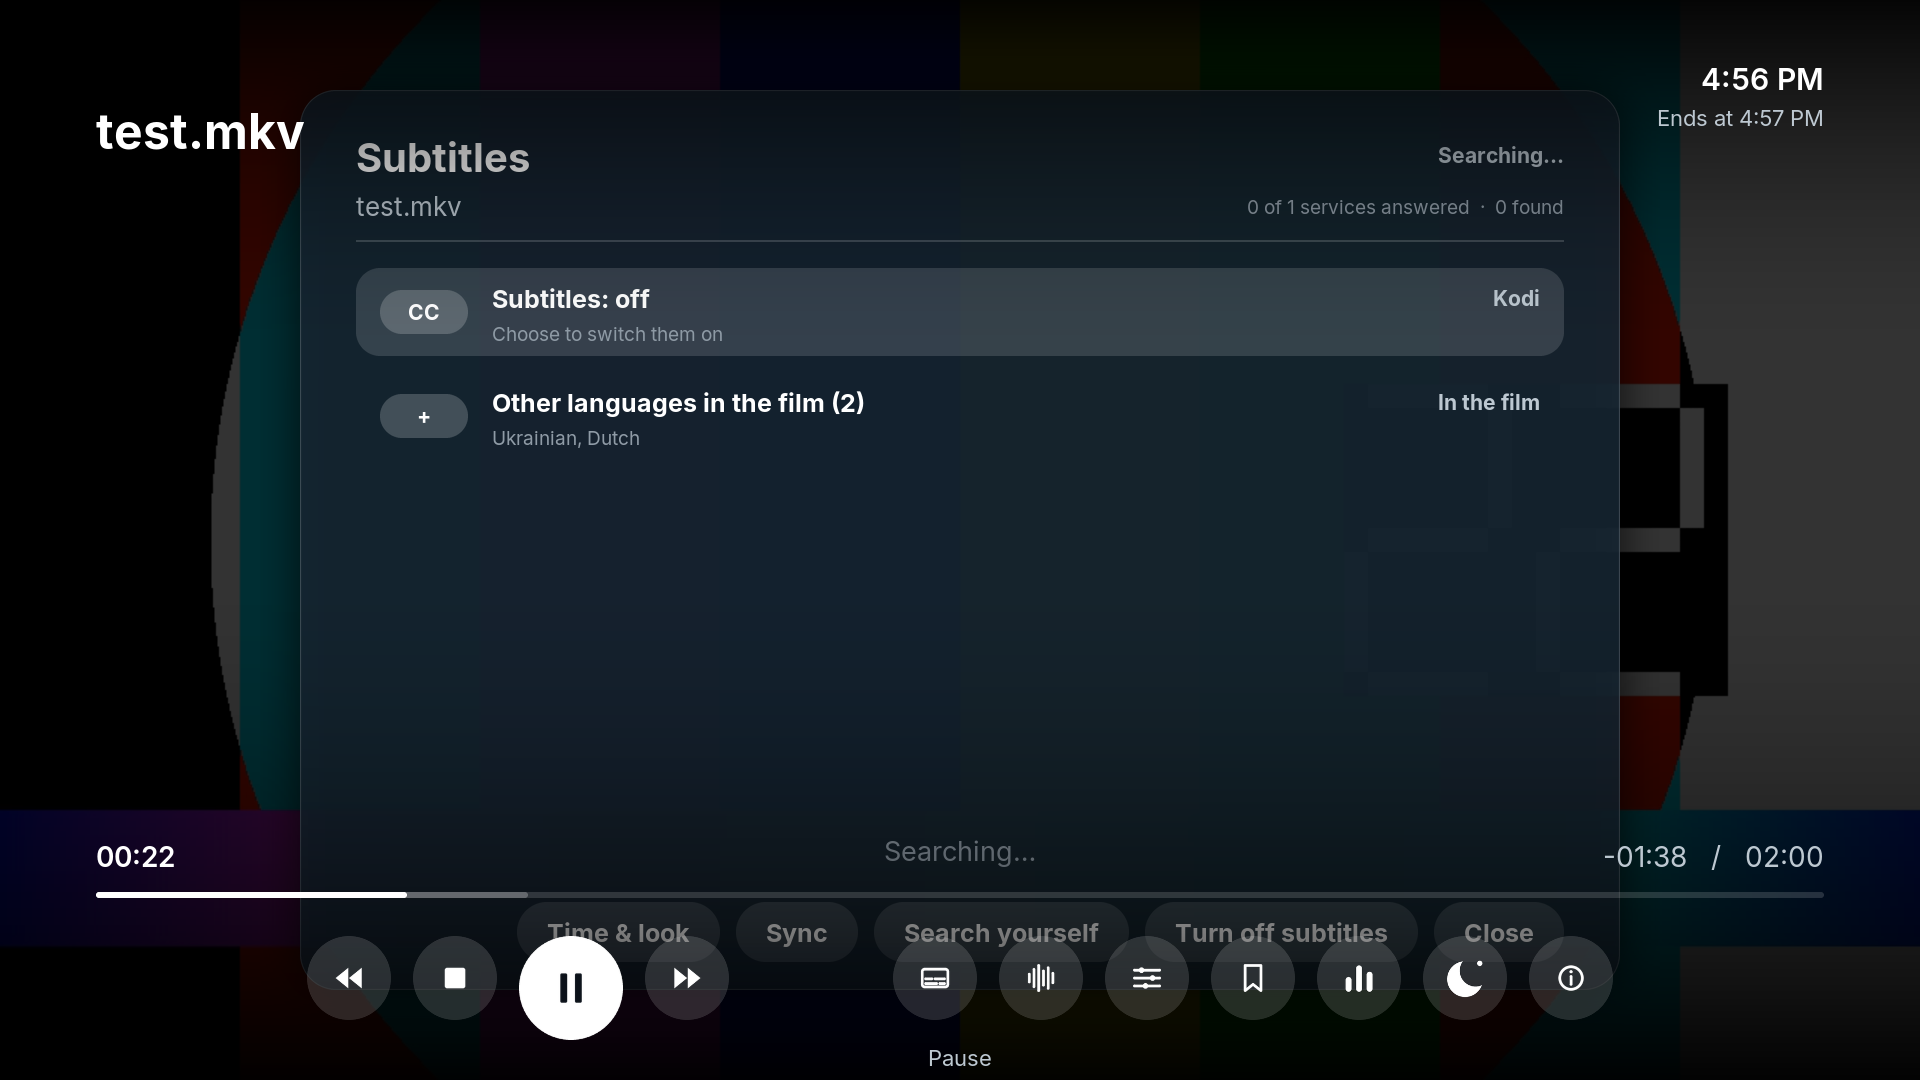 4:56 PM
Ends at 4:57 PM
test.mkv
Subtitles
Searching...
test.mkv
0 of 1 services answered · 0 found
CC
Subtitles: off
Kodi
Choose to switch them on
+
Other languages in the film (2)
In the film
Ukrainian, Dutch
Searching...
00:22
-01:38 / 02:00
Time & look
Sync
Search yourself
Turn off subtitles
Close
Pause